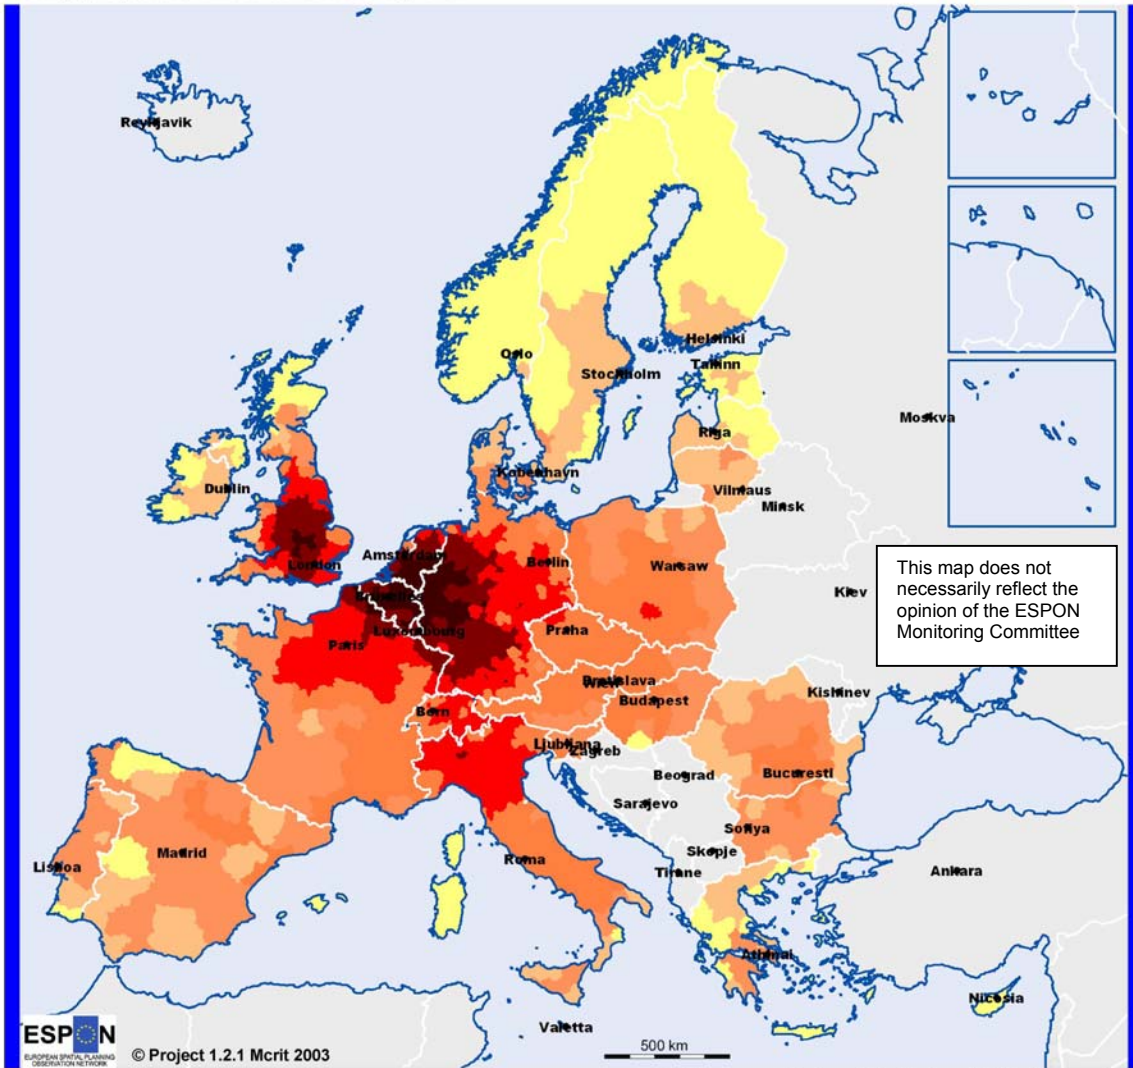 Reykjavik
Oslo
Helsinki
Tallinn
Stockholm
Moskva
Riga
Kobenhavn
Dublin
Vilniaus
Minsk
Amsterdam
London
Berlin
Warsaw
This map does not
necessarily reflect the
opinion of the ESPON
Monitoring Committee
Kiev
Bruxelles
Luxembourg
Praha
Paris
Bratislava
Wien
Kishinev
Budapest
Bern
Ljubljana
Zagreb
Beograd
Bucuresti
Sarajevo
Sofiya
Skopje
Madrid
Lisboa
Roma
Tirane
Ankara
Athinai
Nicosia
Valetta
ESPON
EUROPEAN SPATIAL PLANNING
OBSERVATION NETWORK
© Project 1.2.1 Mcrit 2003
500 km